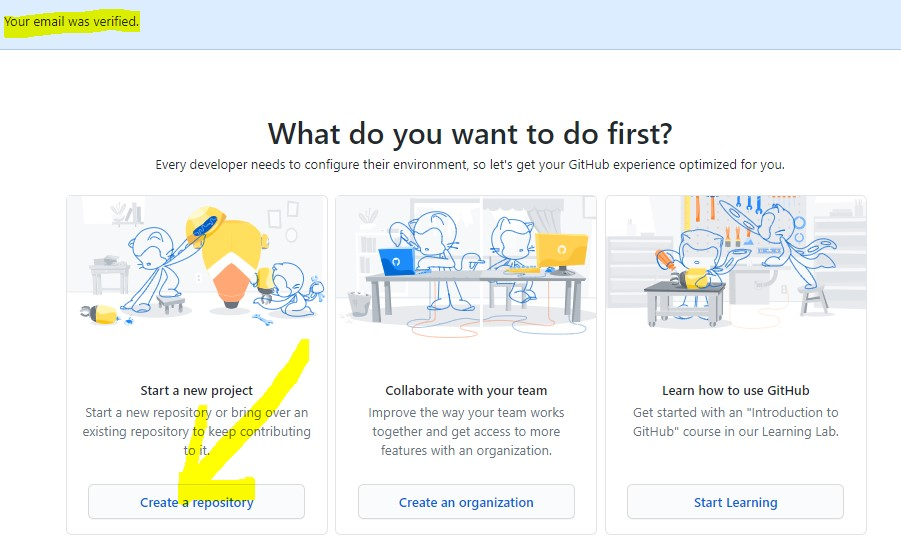 Your email was verified.
What do you want to do first?
Every developer needs to configure their environment, so let's get your GitHub experience optimized for you.
Start a new project
Start a new repository or bring over an
existing repository to keep contributing
to it.
Create a repository
Collaborate with your team
Improve the way your team works
together and get access to more
features with an organization.
Create an organization
Learn how to use GitHub
Get started with an "Introduction to
GitHub" course in our Learning Lab.
Start Learning